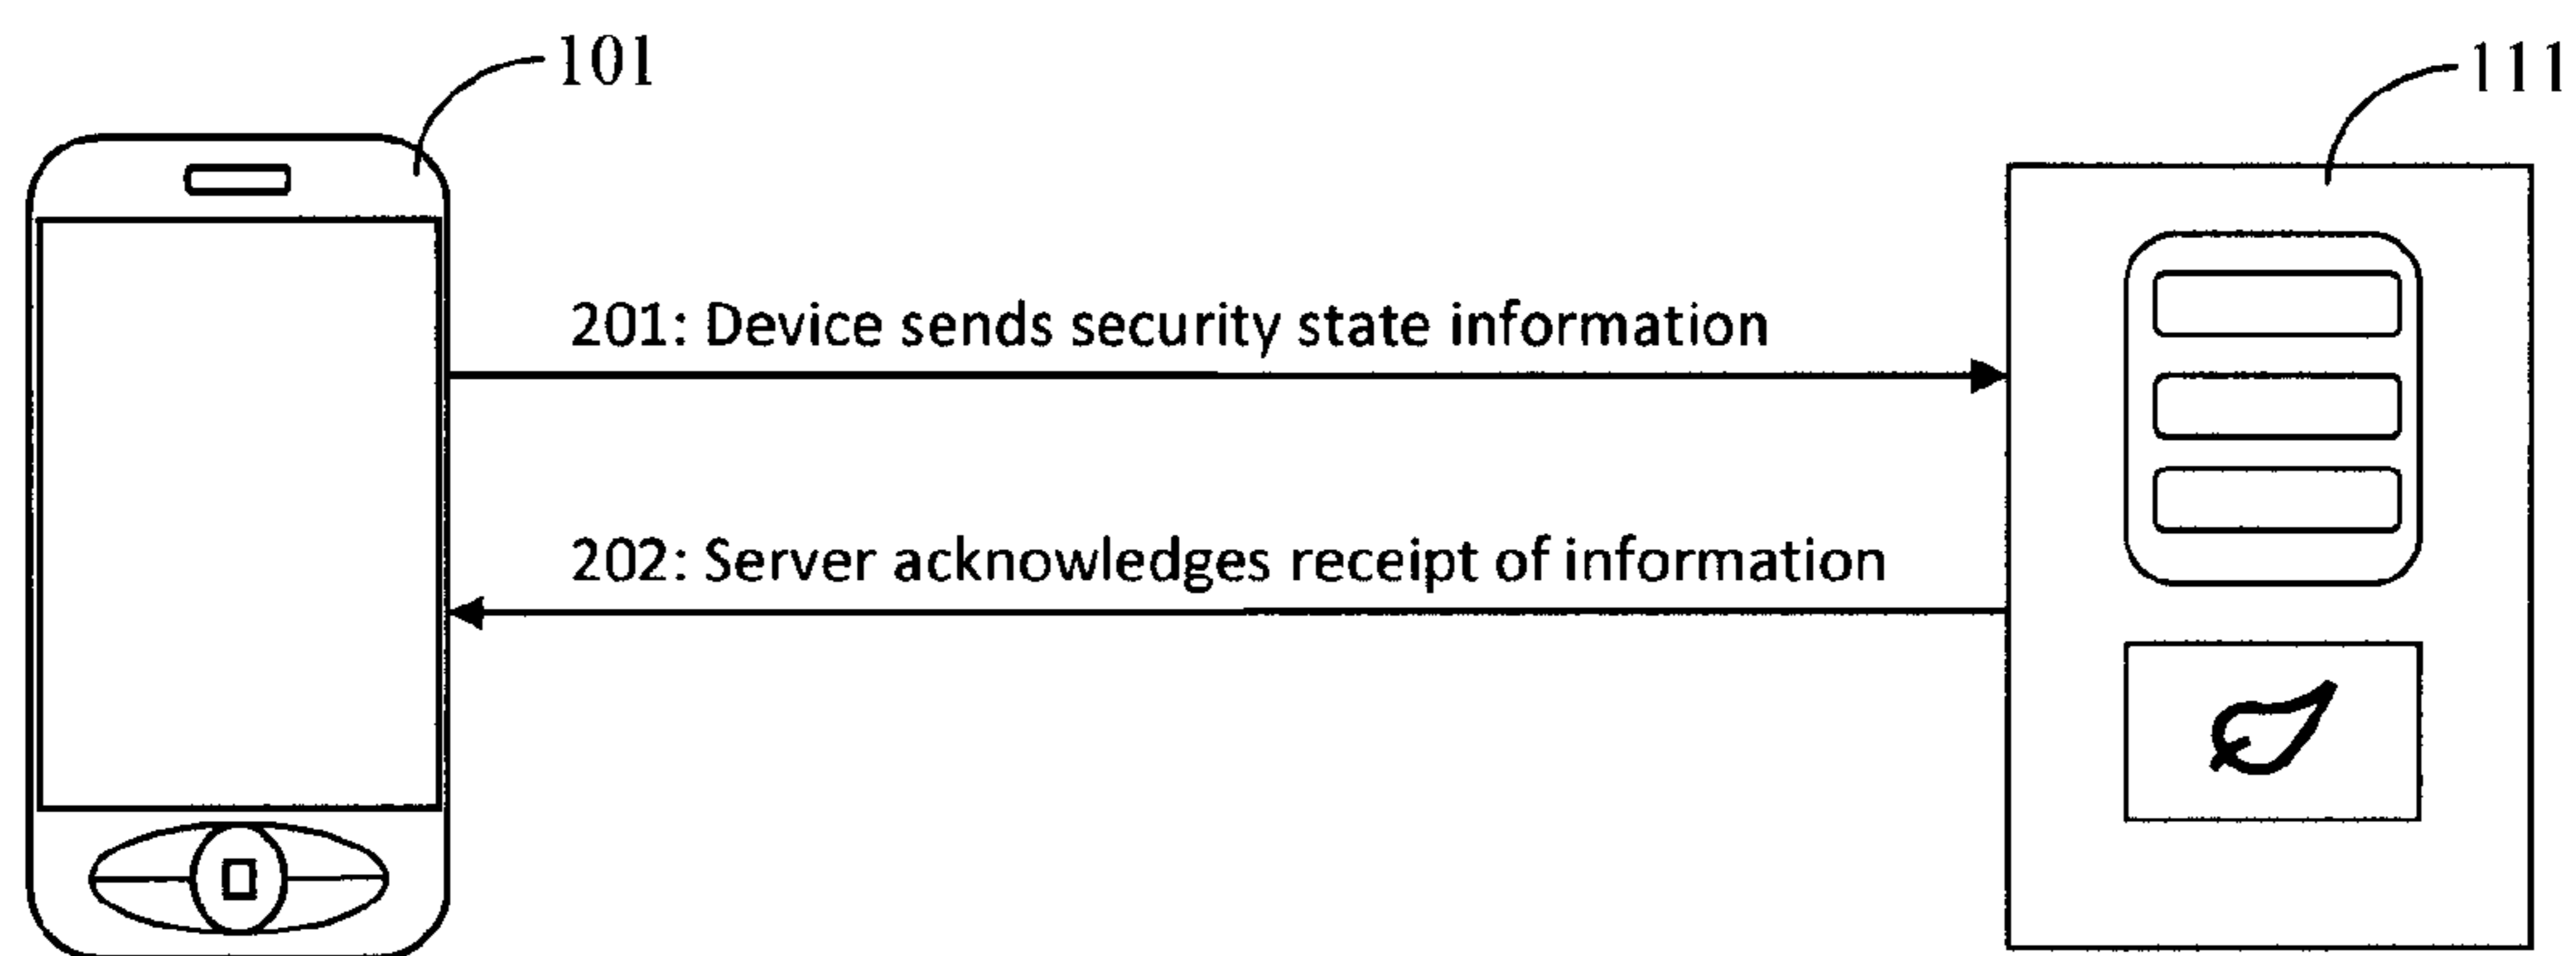 101
111
201: Device sends security state information
202: Server acknowledges receipt of information